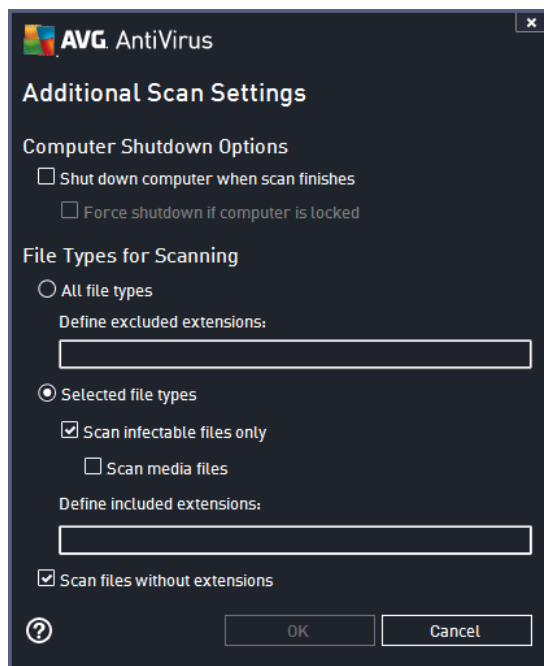 AVG. AntiVirus
Additional Scan Settings
Computer Shutdown Options
Shut down computer when scan finishes
Force shutdown if computer is locked
File Types for Scanning
All file types
Define excluded extensions:
Selected file types
Scan infectable files only
Scan media files
Define included extensions:
Scan files without extensions
OK Cancel